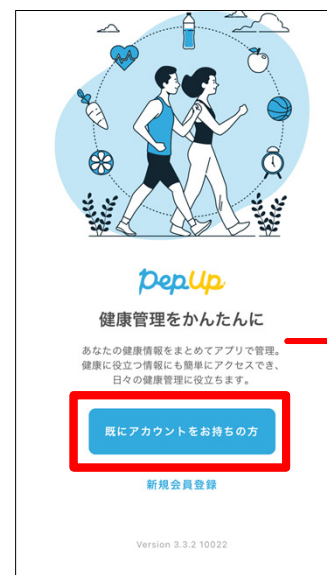 PepUp
健康管理をかんたんに
あなたの健康情報をまとめてアプリで管理。
健康に役立つ情報にも簡単にアクセスでき、
日々の健康管理に役立ちます。
既にアカウントをお持ちの方
新規会員登録
Version 3.3.2 10022